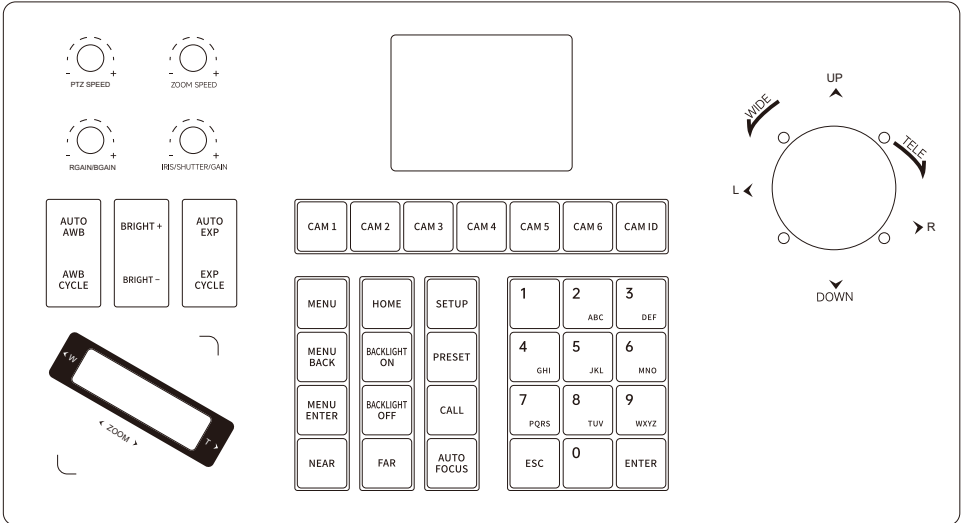 - +
PTZ SPEED
- +
ZOOM SPEED
- +
RGAIN/BGAIN
- +
IRIS/SHUTTER/GAIN
AUTO
AWB
AWB
CYCLE
BRIGHT +
BRIGHT −
AUTO
EXP
EXP
CYCLE
W
ZOOM
T
CAM 1
CAM 2
CAM 3
CAM 4
CAM 5
CAM 6
CAM ID
MENU
HOME
SETUP
MENU
BACK
BACKLIGHT
ON
PRESET
MENU
ENTER
BACKLIGHT
OFF
CALL
NEAR
FAR
AUTO
FOCUS
1
2
ABC
3
DEF
4
GHI
5
JKL
6
MNO
7
PQRS
8
TUV
9
WXYZ
ESC
0
ENTER
UP
WIDE
TELE
L
R
DOWN